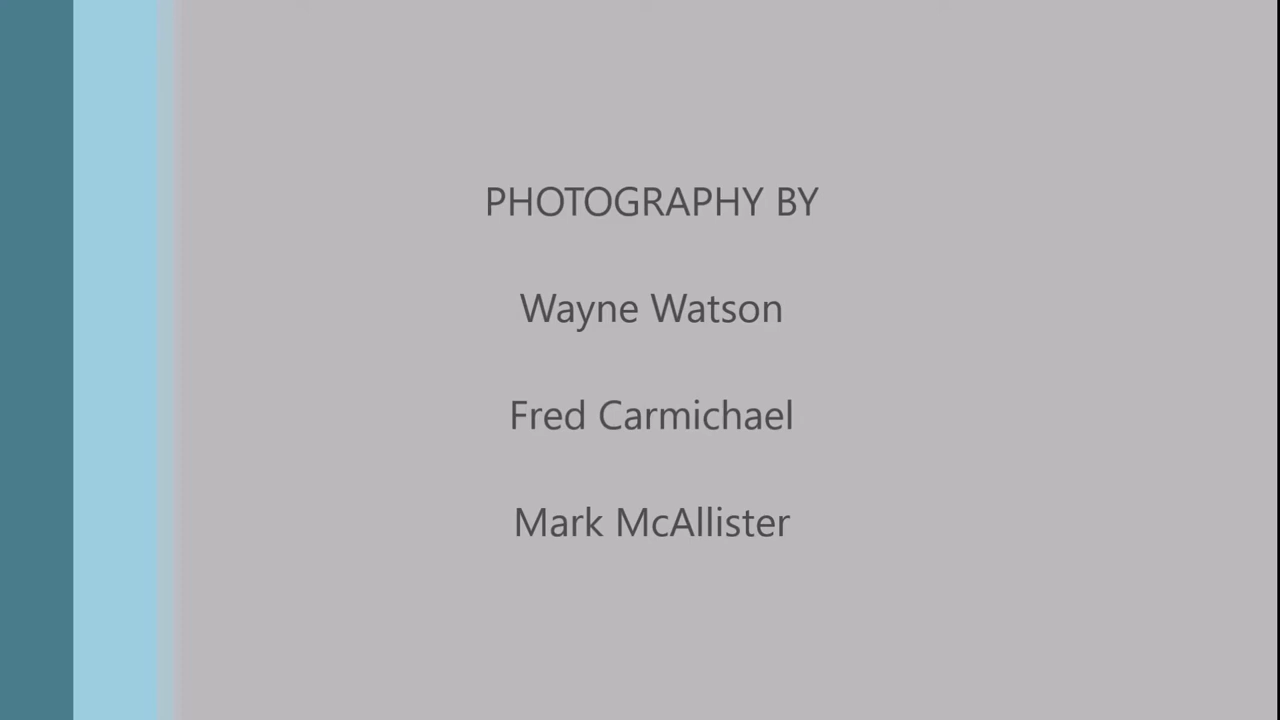 PHOTOGRAPHY BY
Wayne Watson
Fred Carmichael
Mark McAllister